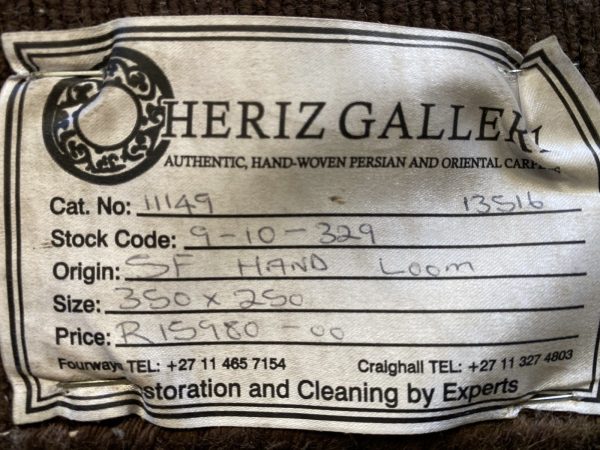 HERIZ GALLERY
AUTHENTIC, HAND-WOVEN PERSIAN AND ORIENTAL CARPETS
Cat. No: 11149 13516
Stock Code: 9-10-329
Origin: SF HAND LOOM
Size: 350 x 250
Price: R15980-00
Fourways TEL: +27 11 465 7154 Craighall TEL: +27 11 327 4803
storation and Cleaning by Experts